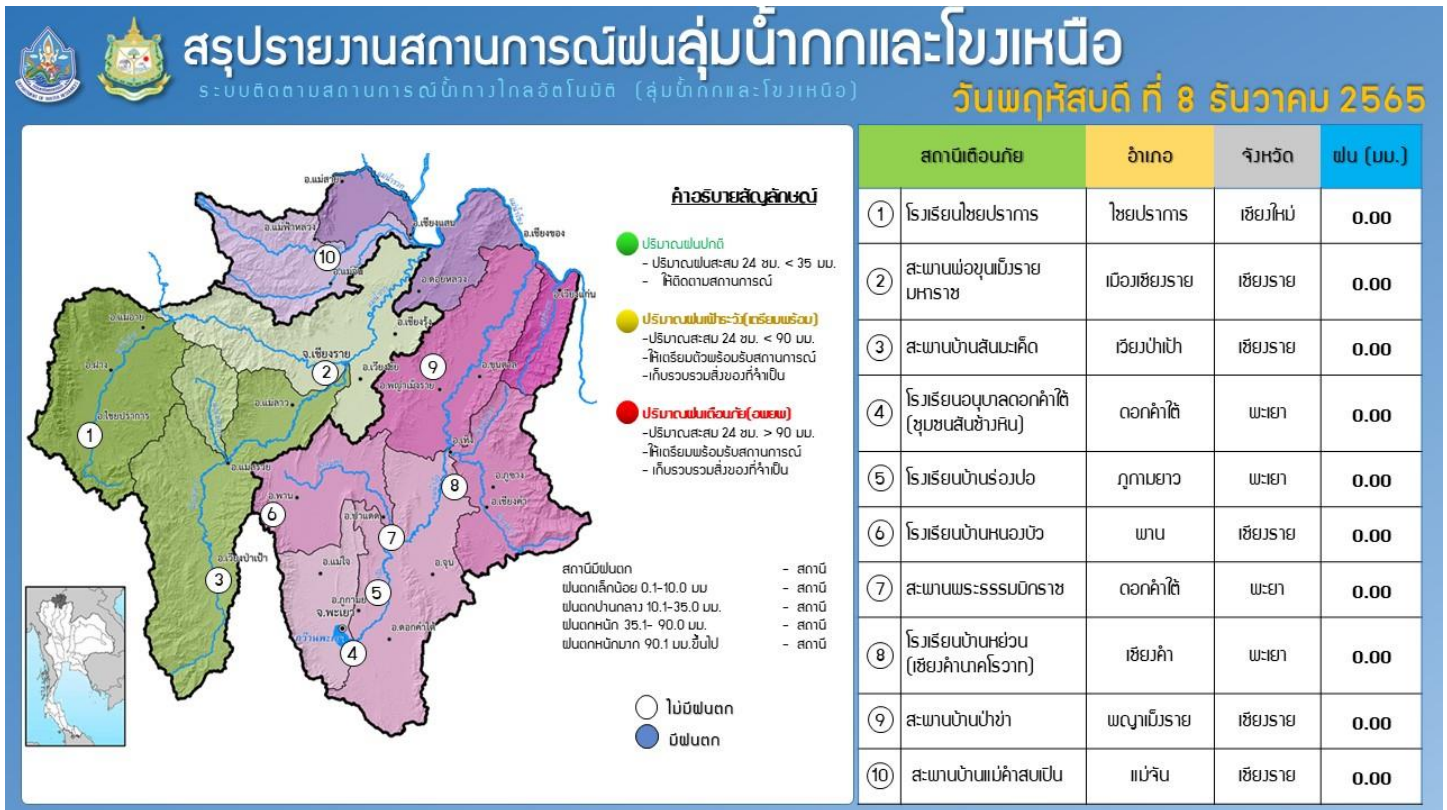 สรุปรายงานสถานการณ์ฝนลุ่มน้ำกกและโขงเหนือ
ระบบติดตามสถานการณ์น้ำทางไกลอัตโนมัติ (ลุ่มน้ำกกและโขงเหนือ)
วันพฤหัสบดี ที่ 8 ธันวาคม 2565
อ.แม่สาย
อ.แม่ฟ้าหลวง
อ.เชียงแสน
อ.เชียงของ
10
อ.แม่จัน
อ.ดอยหลวง
อ.เวียงแก่น
อ.แม่อาย
อ.เชียงรุ้ง
จ.เชียงราย
2
อ.เวียงชัย
9
อ.ขุนตาล
อ.ฝาง
อ.พญาเม็งราย
อ.ไชยปราการ
อ.แม่ลาว
1
อ.เทิง
อ.แม่สรวย
8
อ.ภูซาง
อ.พาน
อ.เชียงคำ
6
อ.ป่าแดด
7
อ.เวียงป่าเป้า
อ.แม่ใจ
อ.จุน
3
5
อ.ภูกามยาว
จ.พะเยา
กว๊านพะเยา
อ.ดอกคำใต้
4
คำอธิบายสัญลักษณ์
ปริมาณฝนปกติ
- ปริมาณฝนสะสม 24 ชม. < 35 มม.
- ให้ติดตามสถานการณ์
ปริมาณฝนเฝ้าระวัง(เตรียมพร้อม)
-ปริมาณสะสม 24 ชม. < 90 มม.
-ให้เตรียมตัวพร้อมรับสถานการณ์
-เก็บรวบรวมสิ่งของที่จำเป็น
ปริมาณฝนเตือนภัย(อพยพ)
-ปริมาณสะสม 24 ชม. > 90 มม.
-ให้เตรียมพร้อมรับสถานการณ์
- เก็บรวบรวมสิ่งของที่จำเป็น
สถานีมีฝนตก - สถานี
ฝนตกเล็กน้อย 0.1-10.0 มม - สถานี
ฝนตกปานกลาง 10.1-35.0 มม. - สถานี
ฝนตกหนัก 35.1- 90.0 มม. - สถานี
ฝนตกหนักมาก 90.1 มม.ขึ้นไป - สถานี
ไม่มีฝนตก
มีฝนตก
สถานีเตือนภัย อำเภอ จังหวัด ฝน (มม.)
1 โรงเรียนไชยปราการ ไชยปราการ เชียงใหม่ 0.00
2 สะพานพ่อขุนเม็งราย
มหาราช เมืองเชียงราย เชียงราย 0.00
3 สะพานบ้านสันมะเค็ด เวียงป่าเป้า เชียงราย 0.00
4 โรงเรียนอนุบาลดอกคำใต้
(ชุมชนสันช้างหิน) ดอกคำใต้ พะเยา 0.00
5 โรงเรียนบ้านร่องปอ ภูกามยาว พะเยา 0.00
6 โรงเรียนบ้านหนองบัว พาน เชียงราย 0.00
7 สะพานพระธรรมมิกราช ดอกคำใต้ พะเยา 0.00
8 โรงเรียนบ้านหย่วน
(เชียงคำนาคโรวาท) เชียงคำ พะเยา 0.00
9 สะพานบ้านป่าข่า พญาเม็งราย เชียงราย 0.00
10 สะพานบ้านแม่คำสบเปิน แม่จัน เชียงราย 0.00